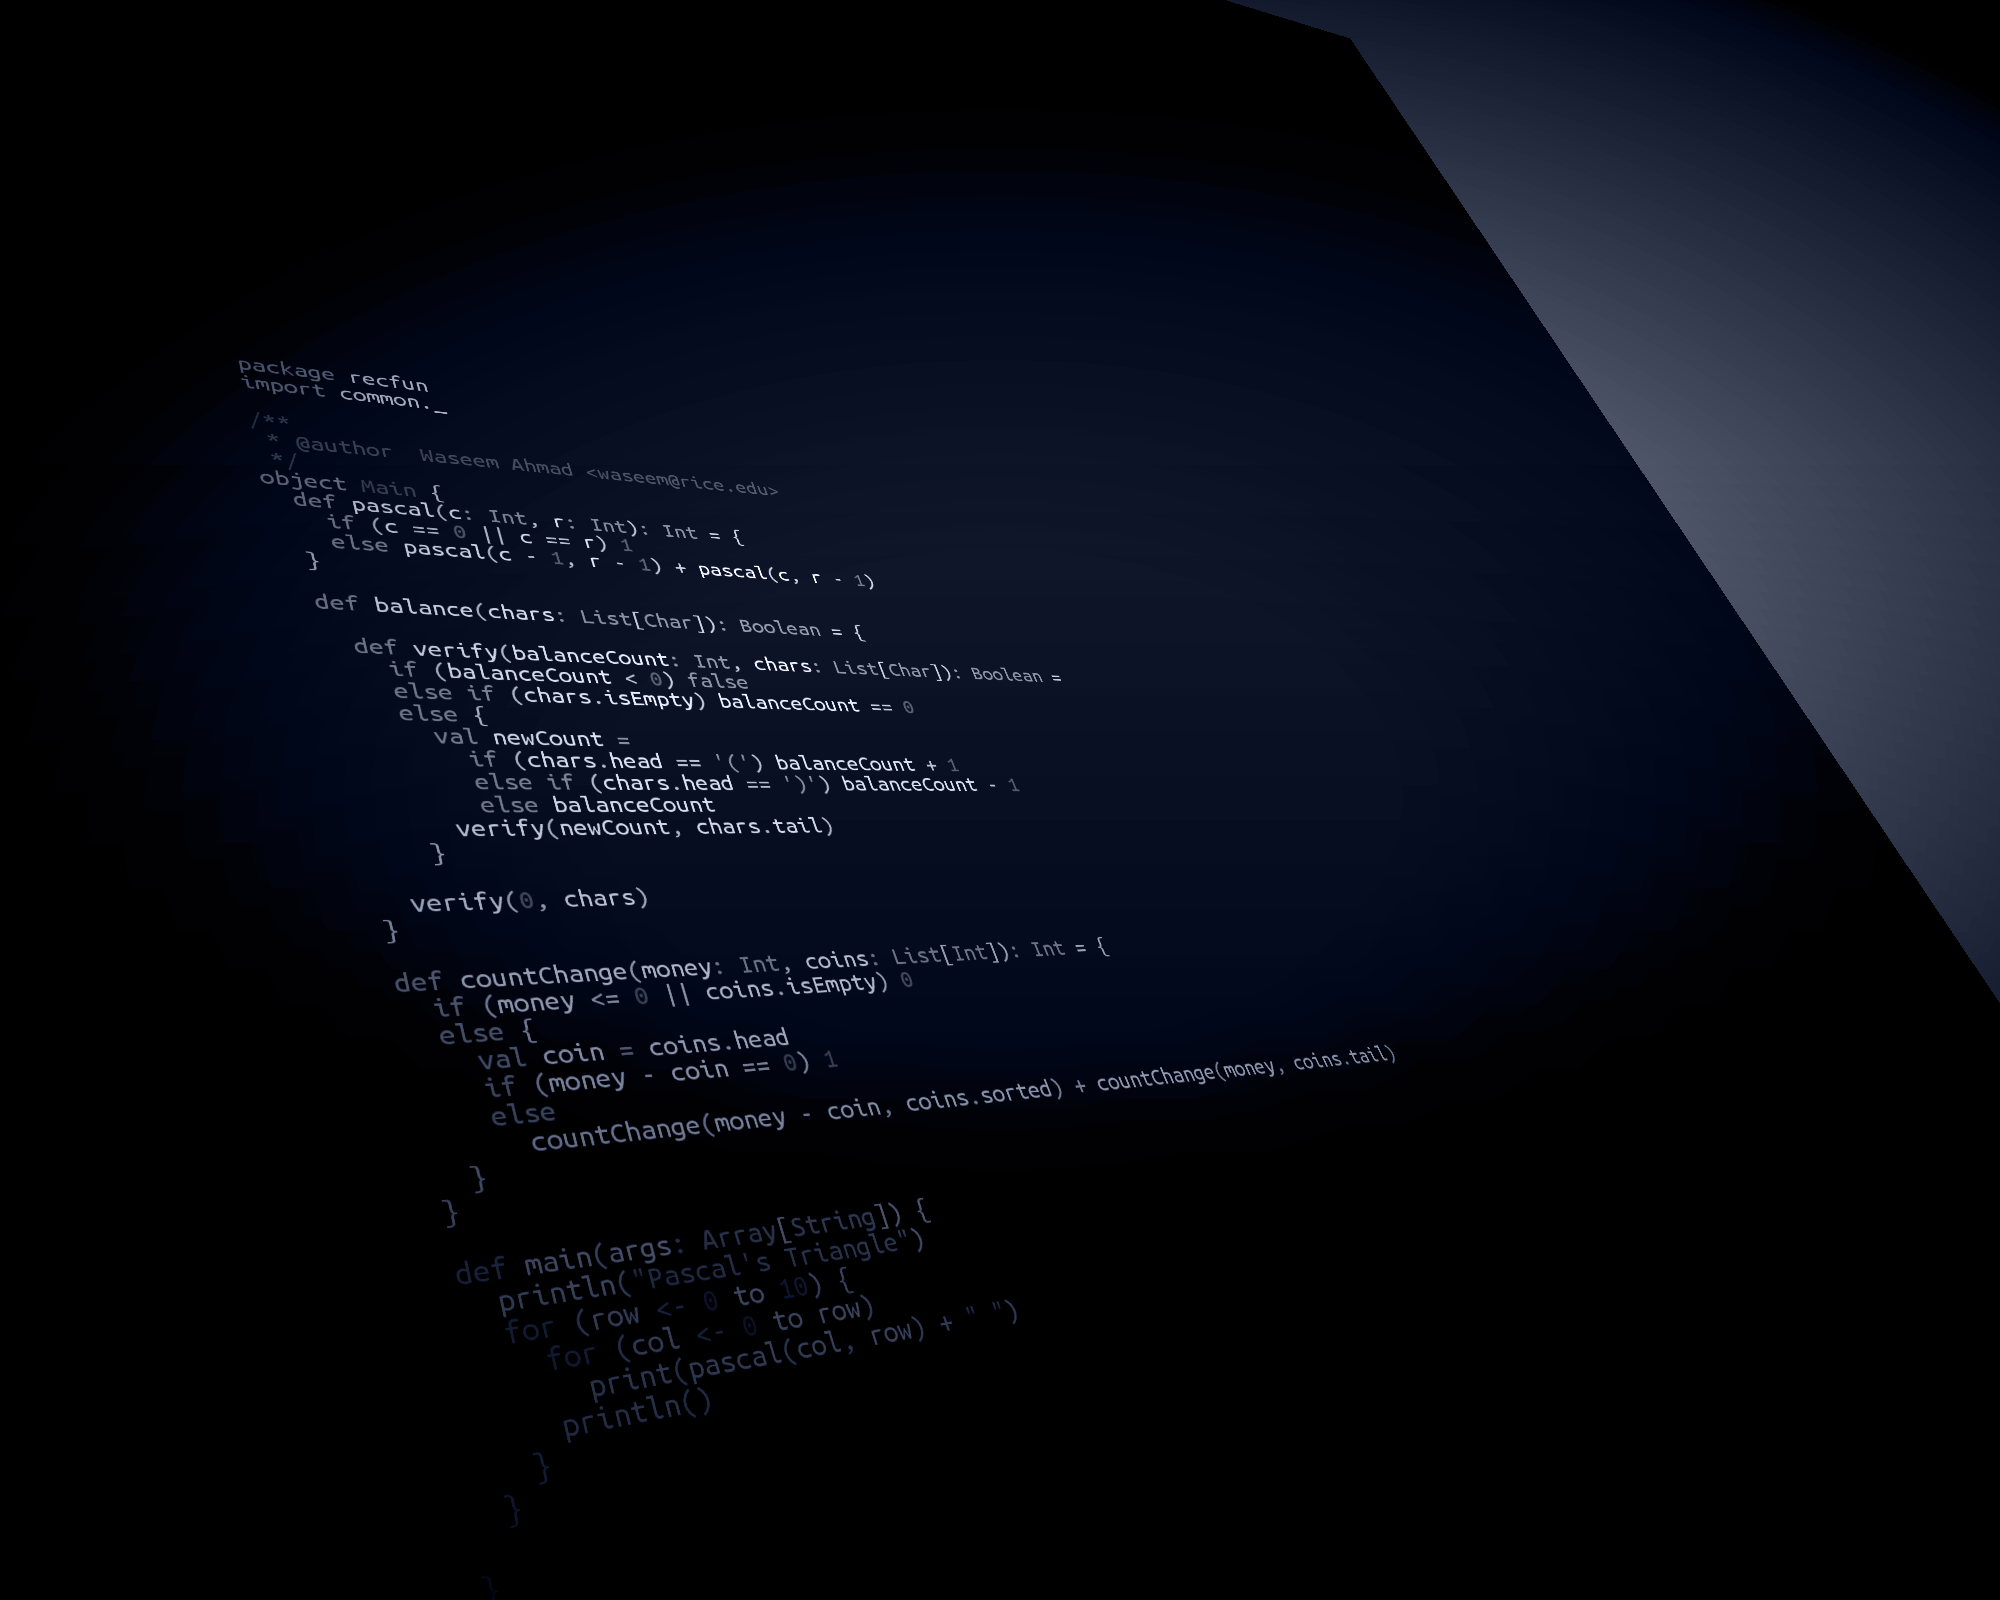 package recfun
import common._
/**
* @author  Waseem Ahmad <waseem@rice.edu>
*/
object Main {
def pascal(c: Int, r: Int): Int = {
if (c == 0 || c == r) 1
else pascal(c - 1, r - 1) + pascal(c, r - 1)
}
def balance(chars: List[Char]): Boolean = {
def verify(balanceCount: Int, chars: List[Char]): Boolean =
if (balanceCount < 0) false
else if (chars.isEmpty) balanceCount == 0
else {
val newCount =
if (chars.head == '(') balanceCount + 1
else if (chars.head == ')') balanceCount - 1
else balanceCount
verify(newCount, chars.tail)
}
verify(0, chars)
}
def countChange(money: Int, coins: List[Int]): Int = {
if (money <= 0 || coins.isEmpty) 0
else {
val coin = coins.head
if (money - coin == 0) 1
else
countChange(money - coin, coins.sorted) + countChange(money, coins.tail)
}
}
def main(args: Array[String]) {
println("Pascal's Triangle")
for (row <- 0 to 10) {
for (col <- 0 to row)
print(pascal(col, row) + " ")
println()
}
}
}